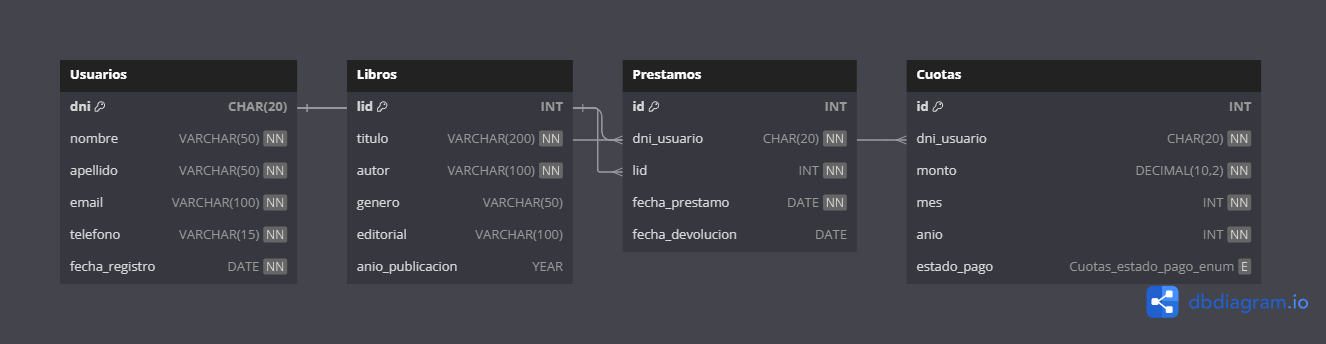 Usuarios
dni CHAR(20)
nombre VARCHAR(50) NN
apellido VARCHAR(50) NN
email VARCHAR(100) NN
telefono VARCHAR(15) NN
fecha_registro DATE NN
Libros
lid INT
titulo VARCHAR(200) NN
autor VARCHAR(100) NN
genero VARCHAR(50)
editorial VARCHAR(100)
anio_publicacion YEAR
Prestamos
id INT
dni_usuario CHAR(20) NN
lid INT NN
fecha_prestamo DATE NN
fecha_devolucion DATE
Cuotas
id INT
dni_usuario CHAR(20) NN
monto DECIMAL(10,2) NN
mes INT NN
anio INT NN
estado_pago Cuotas_estado_pago_enum E
dbdiagram.io